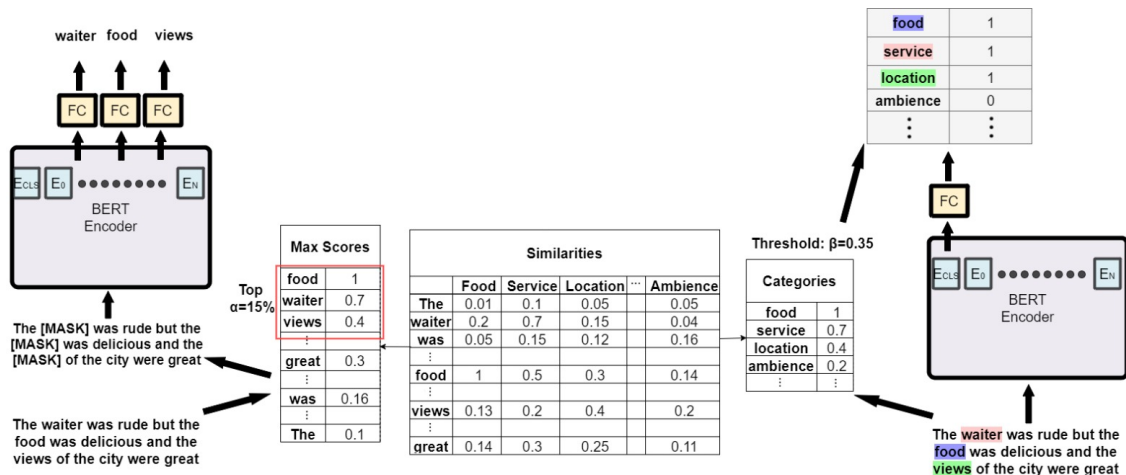 waiter food views
FC FC FC
ECLS E0 EN
BERT
Encoder
The [MASK] was rude but the
[MASK] was delicious and the
[MASK] of the city were great
The waiter was rude but the
food was delicious and the
views of the city were great
Top
α=15%
Max Scores
food 1
waiter 0.7
views 0.4
⋮
great 0.3
⋮
was 0.16
⋮
The 0.1
Similarities
Food Service Location ... Ambience
The 0.01 0.1 0.05 0.05
waiter 0.2 0.7 0.15 0.04
was 0.05 0.15 0.12 0.16
⋮
food 1 0.5 0.3 0.14
⋮
views 0.13 0.2 0.4 0.2
⋮
great 0.14 0.3 0.25 0.11
Threshold: β=0.35
Categories
food 1
service 0.7
location 0.4
ambience 0.2
⋮ ⋮
food 1
service 1
location 1
ambience 0
⋮ ⋮
FC
ECLS E0 EN
BERT
Encoder
The waiter was rude but the
food was delicious and the
views of the city were great